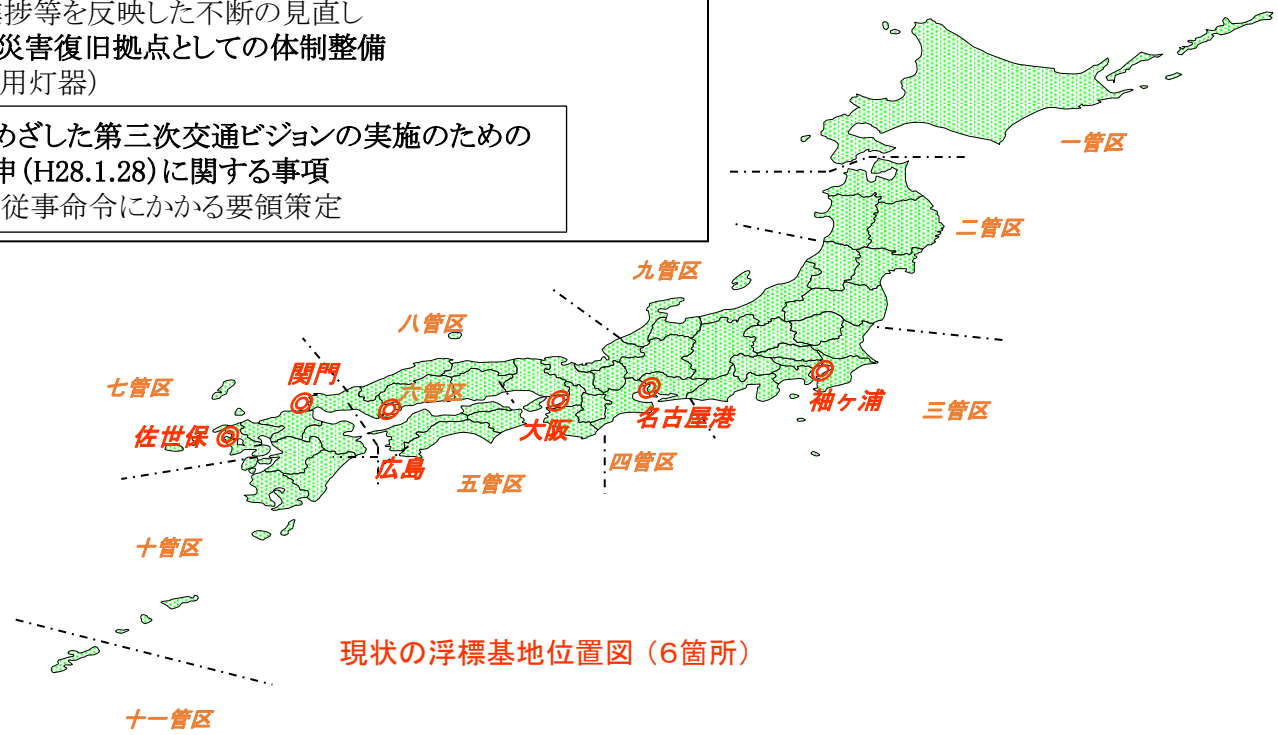 進捗等を反映した不断の見直し
災害復旧拠点としての体制整備
用灯器）
めざした第三次交通ビジョンの実施のための
申（H28.1.28）に関する事項
従事命令にかかる要領策定
一管区
二管区
九管区
八管区
関門
七管区
六管区
袖ヶ浦
三管区
名古屋港
大阪
佐世保
四管区
広島
五管区
十管区
現状の浮標基地位置図（６箇所）
十一管区